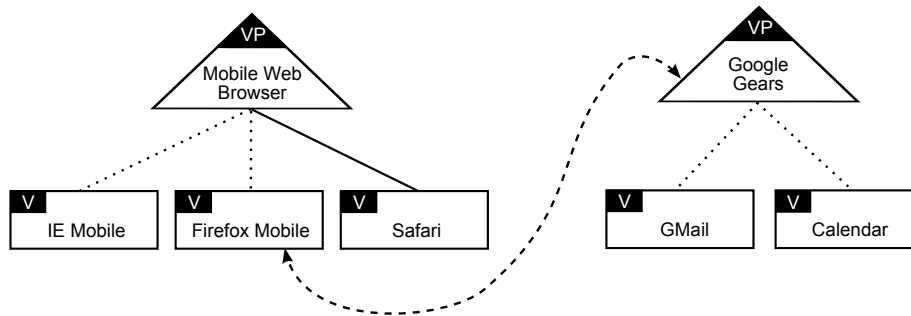 VP
Mobile Web
Browser
VP
Google
Gears
V
IE Mobile
V
Firefox Mobile
V
Safari
V
GMail
V
Calendar